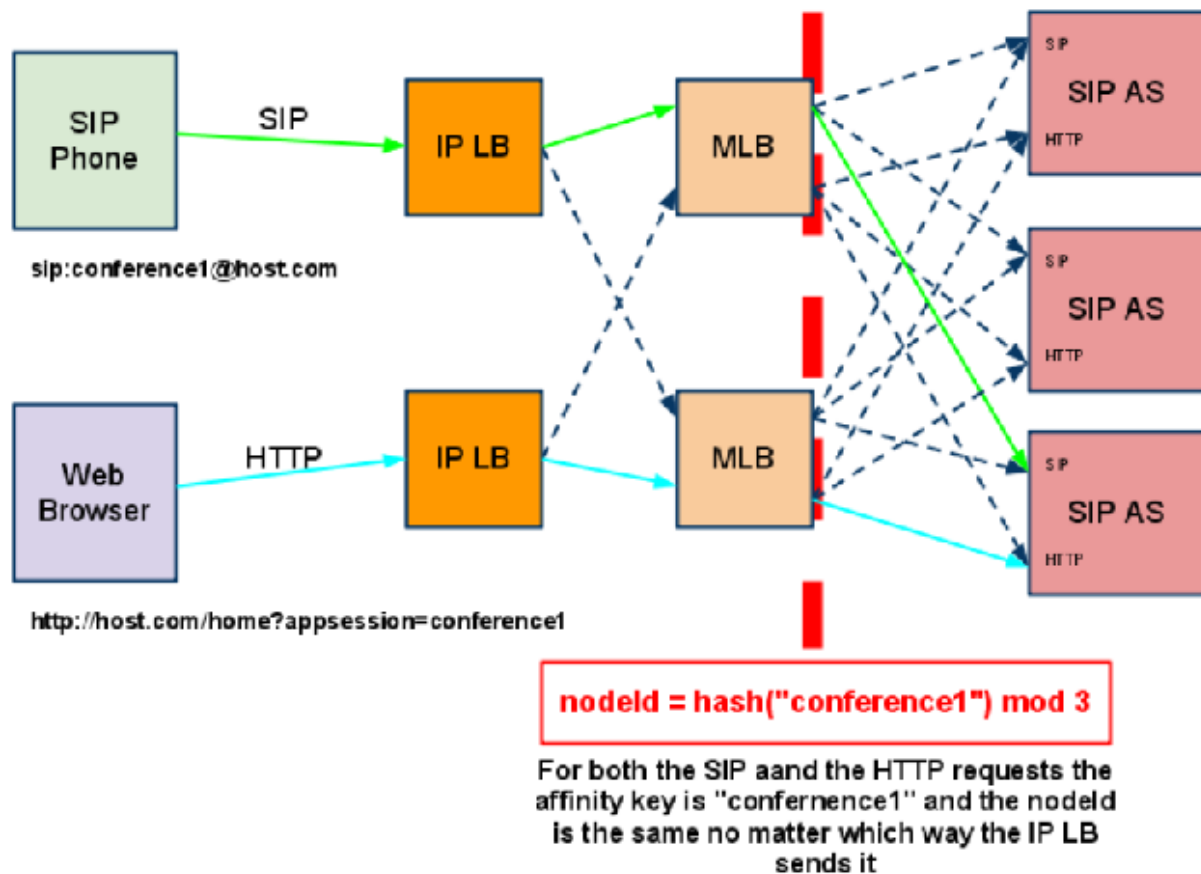 SIP
Phone
SIP
IP LB
MLB
SIP
SIP AS
HTTP
sip:conference1@host.com
SIP
SIP AS
HTTP
Web
Browser
HTTP
IP LB
MLB
SIP
SIP AS
HTTP
http://host.com/home?appsession=conference1
nodeId = hash("conference1") mod 3
For both the SIP aand the HTTP requests the
affinity key is "confernence1" and the nodeId
is the same no matter which way the IP LB
sends it